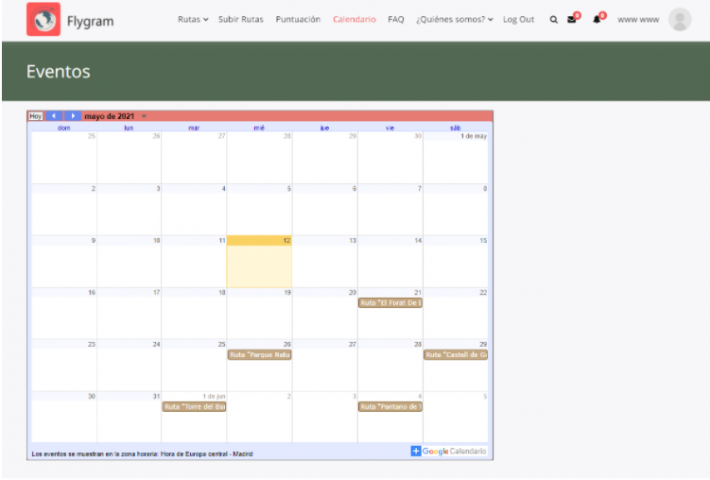 Flygram
Rutas Subir Rutas Puntuación Calendario FAQ ¿Quiénes somos? Log Out 0 0 www www
Eventos
Hoy mayo de 2021
dom lun mar mié jue vie sáb
25 26 27 28 29 30 1 de may
2 3 4 5 6 7 8
9 10 11 12 13 14 15
16 17 18 19 20 21 22
Ruta "El Forat De
23 24 25 26 27 28 29
Ruta "Parque Natu Ruta "Castell de G
30 31 1 de jun 2 3 4 5
Ruta "Torre del Ba Ruta "Pantano de
Los eventos se muestran en la zona horaria: Hora de Europa central - Madrid
Google Calendario